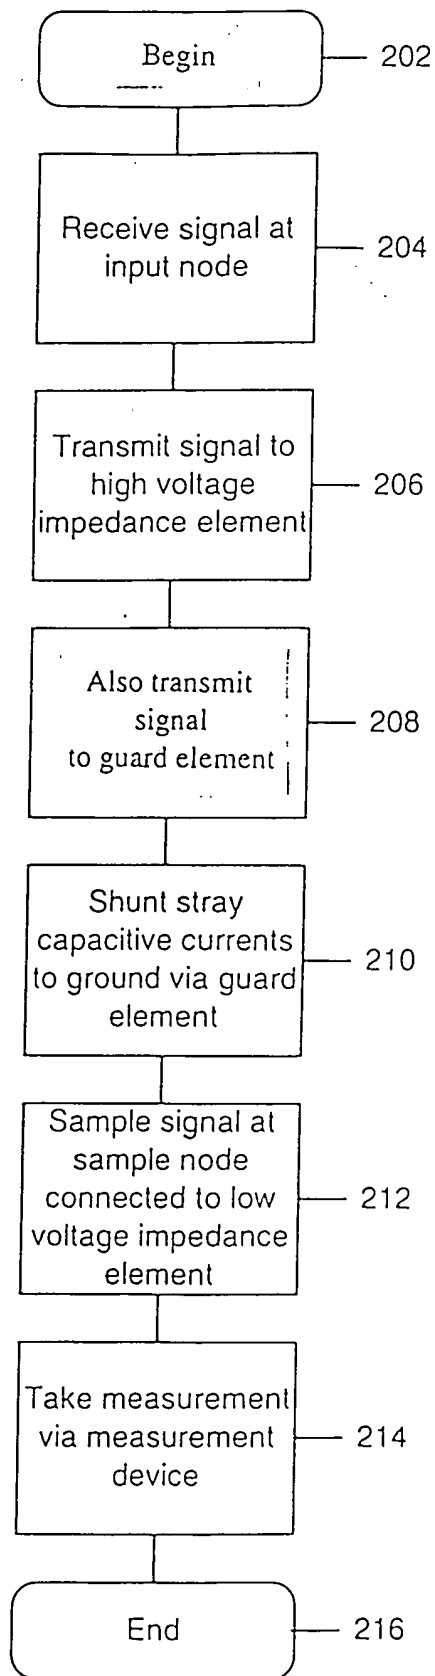 Begin
202
Receive signal at
input node
204
Transmit signal to
high voltage
impedance element
206
Also transmit
signal
to guard element
208
Shunt stray
capacitive currents
to ground via guard
element
210
Sample signal at
sample node
connected to low
voltage impedance
element
212
Take measurement
via measurement
device
214
End
216